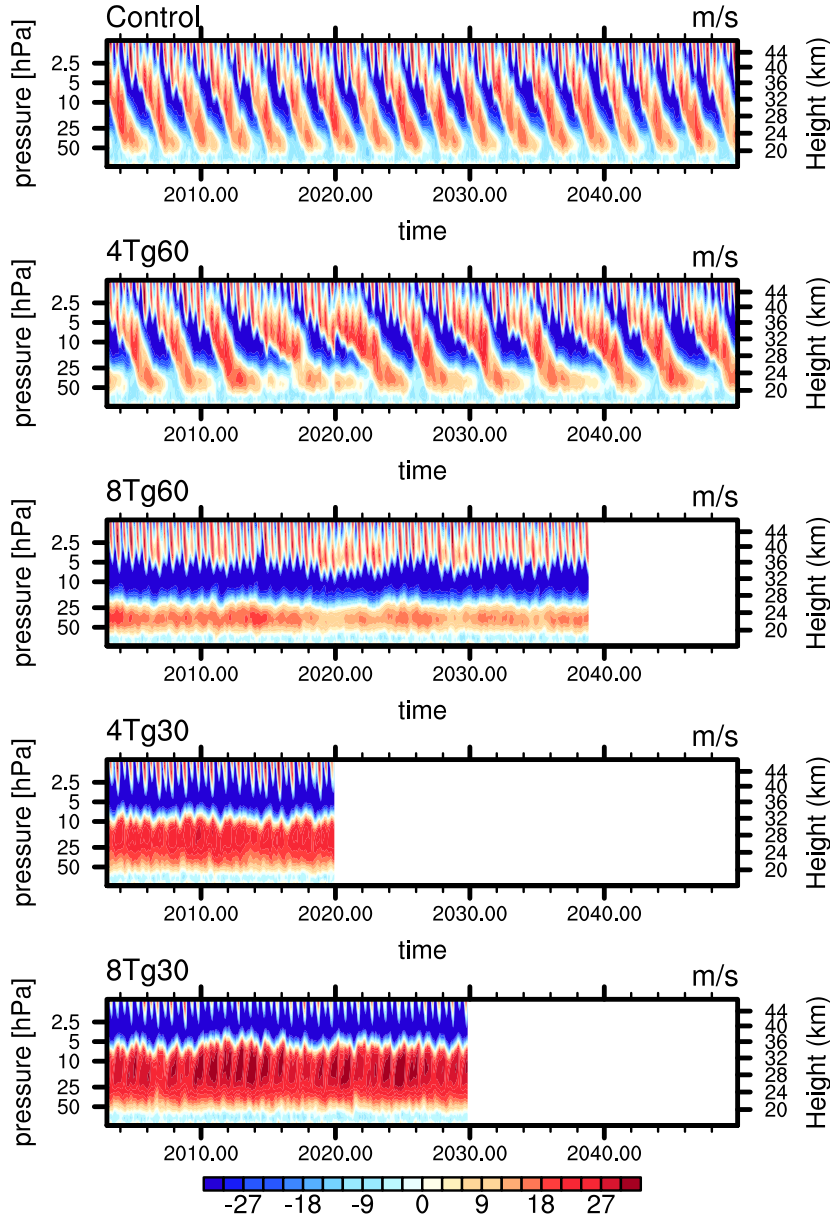 Control m/s
pressure [hPa] 2.5 5 10 25 50
44 40 36 32 28 24 20 Height (km)
2010.00 2020.00 2030.00 2040.00
time
4Tg60 m/s
pressure [hPa] 2.5 5 10 25 50
44 40 36 32 28 24 20 Height (km)
2010.00 2020.00 2030.00 2040.00
time
8Tg60 m/s
pressure [hPa] 2.5 5 10 25 50
44 40 36 32 28 24 20 Height (km)
2010.00 2020.00 2030.00 2040.00
time
4Tg30 m/s
pressure [hPa] 2.5 5 10 25 50
44 40 36 32 28 24 20 Height (km)
2010.00 2020.00 2030.00 2040.00
time
8Tg30 m/s
pressure [hPa] 2.5 5 10 25 50
44 40 36 32 28 24 20 Height (km)
2010.00 2020.00 2030.00 2040.00
-27 -18 -9 0 9 18 27